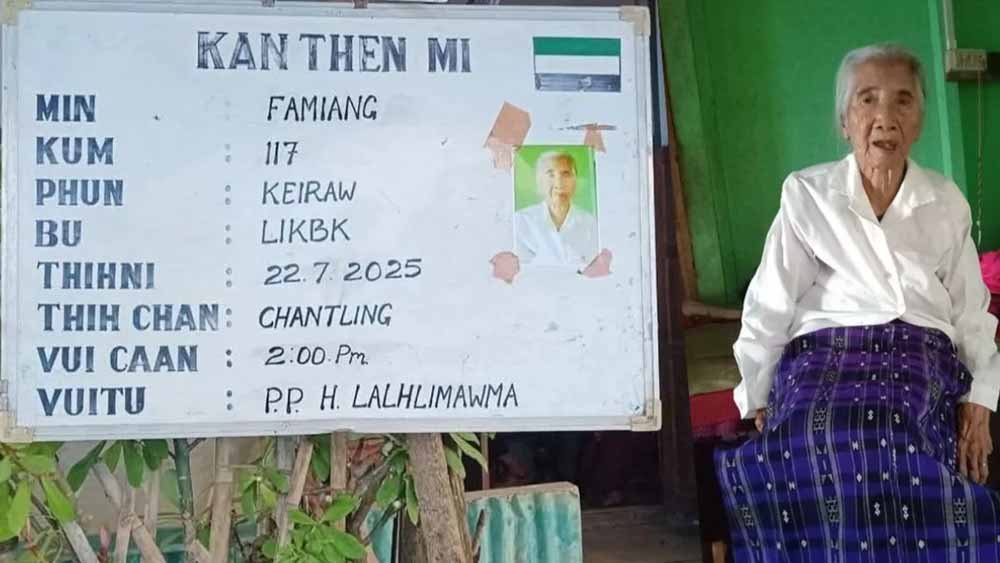 KAN THEN MI
MIN : FAMIANG
KUM : 117
PHUN : KEIRAW
BU : LIKBK
THIHNI : 22.7.2025
THIH CHAN : CHANTLING
VUI CAAN : 2:00 Pm.
VUITU : P.P. H. LALHLIMAWMA